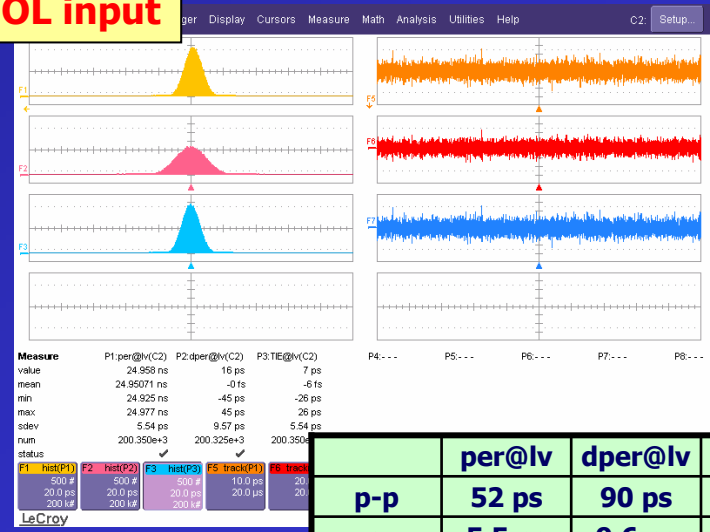 OL input
Display Cursors Measure Math Analysis Utilities Help C2: Setup...
F1
F5
F2
F6
F3
F7
Measure P1:per@lv(C2) P2:dper@lv(C2) P3:TIE@lv(C2) P4:- - - P5:- - - P6:- - - P7:- - - P8:- - -
value 24.958 ns 16 ps 7 ps
mean 24.95071 ns -0 fs -6 fs
min 24.925 ns -45 ps -26 ps
max 24.977 ns 45 ps 26 ps
sdev 5.54 ps 9.57 ps 5.54 ps
num 200.350e+3 200.325e+3
status
F1 hist(P1) F2 hist(P2) F3 hist(P3) F5 track(P1) F6
500 # 500 # 500 # 10.0 ps
20.0 ps 20.0 ps 20.0 ps 20.0 µs
200 k# 200 k# 200 k#
LeCroy
per@lv dper@lv
p-p 52 ps 90 ps